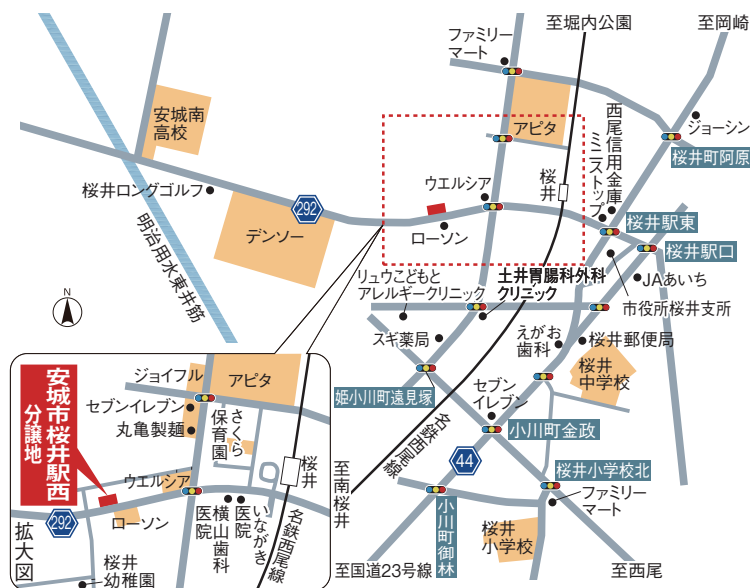 至堀内公園
至岡崎
ファミリー
マート
安城南
高校
アピタ
西尾信用金庫
ミニストップ
ジョーシン
桜井町阿原
桜井
ウエルシア
桜井ロングゴルフ
292
デンソー
ローソン
桜井駅東
桜井駅口
明治用水東井筋
N
リュウこどもと
アレルギークリニック
土井胃腸科外科
クリニック
JAあいち
市役所桜井支所
スギ薬局
えがお
歯科
桜井郵便局
桜井
中学校
姫小川町遠見塚
セブン
イレブン
小川町金政
名鉄西尾線
44
桜井小学校北
ファミリー
マート
小川町御林
桜井
小学校
至国道23号線
至西尾
ジョイフル
アピタ
安城市桜井駅西
分譲地
セブンイレブン
丸亀製麺
さくら
保育園
桜井
至南桜井
ウエルシア
292
ローソン
横山歯科
医院
いながき
医院
名鉄西尾線
拡大図
桜井
幼稚園